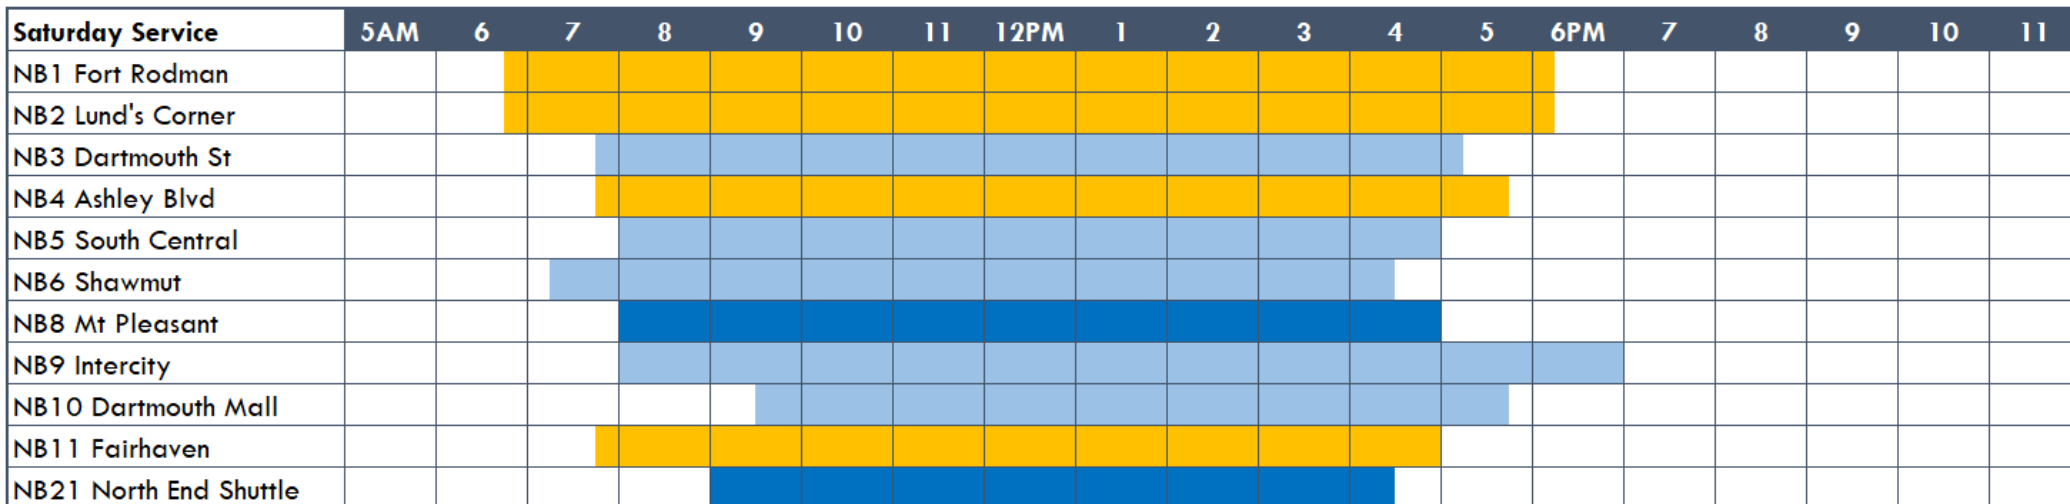 Saturday Service 5AM 6 7 8 9 10 11 12PM 1 2 3 4 5 6PM 7 8 9 10 11
NB1 Fort Rodman
NB2 Lund's Corner
NB3 Dartmouth St
NB4 Ashley Blvd
NB5 South Central
NB6 Shawmut
NB8 Mt Pleasant
NB9 Intercity
NB10 Dartmouth Mall
NB11 Fairhaven
NB21 North End Shuttle